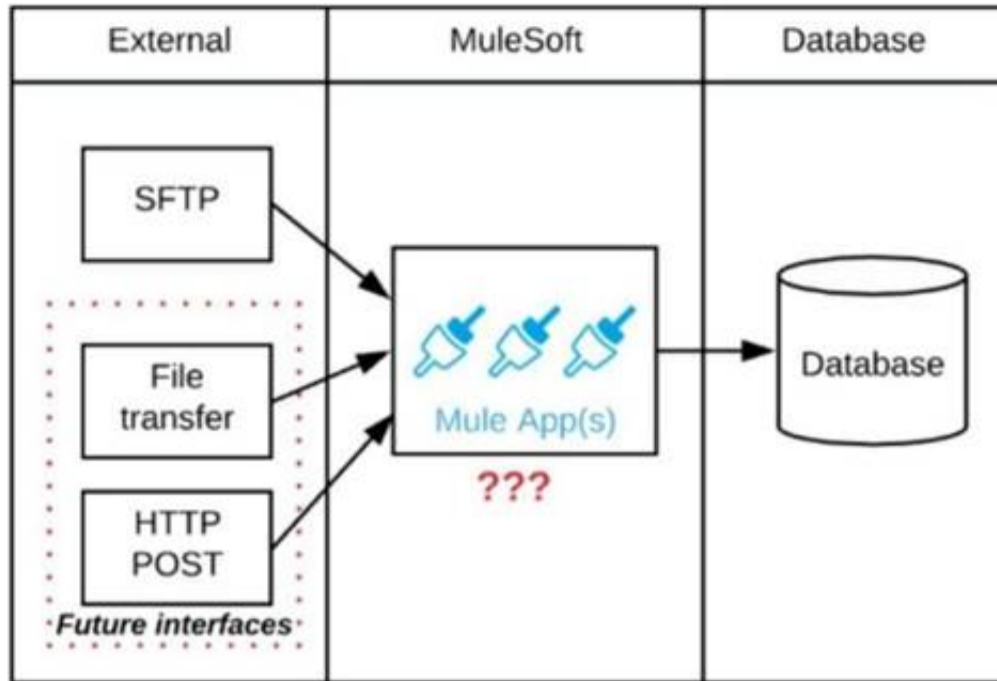 External
MuleSoft
Database
SFTP
File
transfer
HTTP
POST
Future interfaces
Mule App(s)
???
Database